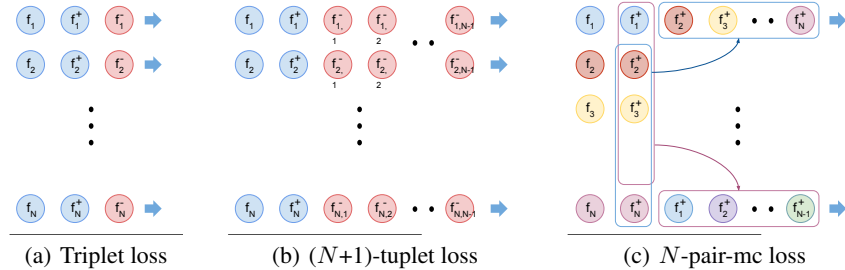 f1 f1+ f1- f1 f1+ f1,1- f1,2- f1,N-1- f1 f1+ f2+ f3+ fN+
f2 f2+ f2- f2 f2+ f2,1- f2,2- f2,N-1- f2 f2+
f3 f3+
fN fN+ fN- fN fN+ fN,1- fN,2- fN,N-1- fN fN+ f1+ f2+ fN-1+
(a) Triplet loss (b) (N+1)-tuplet loss (c) N-pair-mc loss